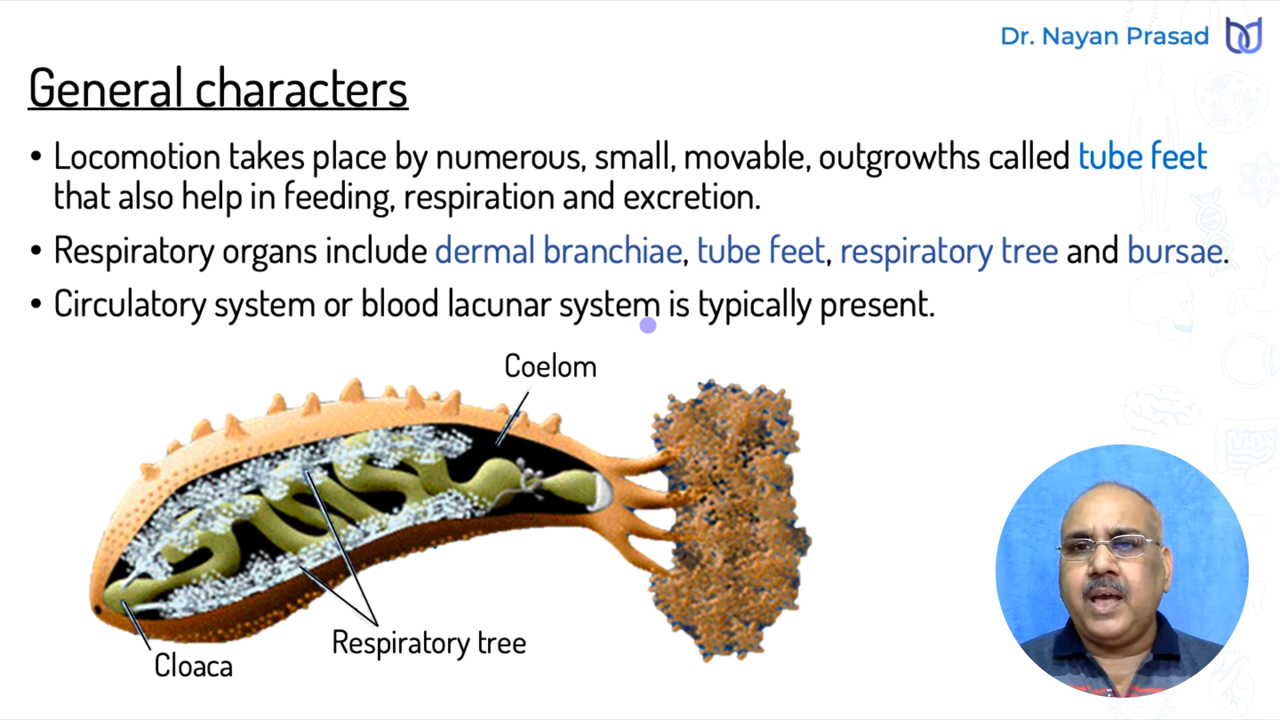 Dr. Nayan Prasad
General characters
• Locomotion takes place by numerous, small, movable, outgrowths called tube feet
that also help in feeding, respiration and excretion.
• Respiratory organs include dermal branchiae, tube feet, respiratory tree and bursae.
• Circulatory system or blood lacunar system is typically present.
Coelom
Respiratory tree
Cloaca